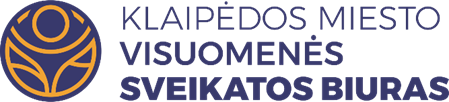 KLAIPĖDOS MIESTO
VISUOMENĖS
SVEIKATOS BIURAS